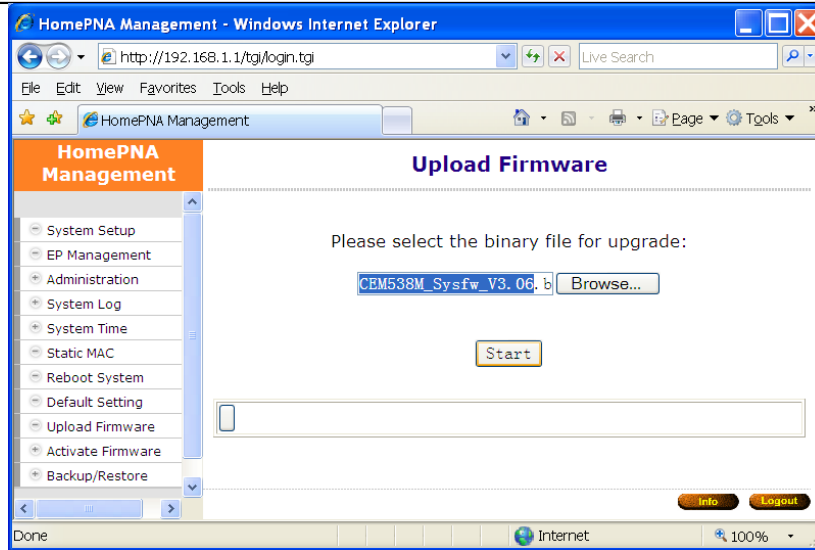 HomePNA Management - Windows Internet Explorer
http://192.168.1.1/tgi/login.tgi
Live Search
File Edit View Favorites Tools Help
HomePNA Management
Page Tools »
HomePNA
Management
System Setup
EP Management
Administration
System Log
System Time
Static MAC
Reboot System
Default Setting
Upload Firmware
Activate Firmware
Backup/Restore
Upload Firmware
Please select the binary file for upgrade:
CEM538M_Sysfw_V3.06.b Browse...
Start
Info Logout
Done Internet 100%